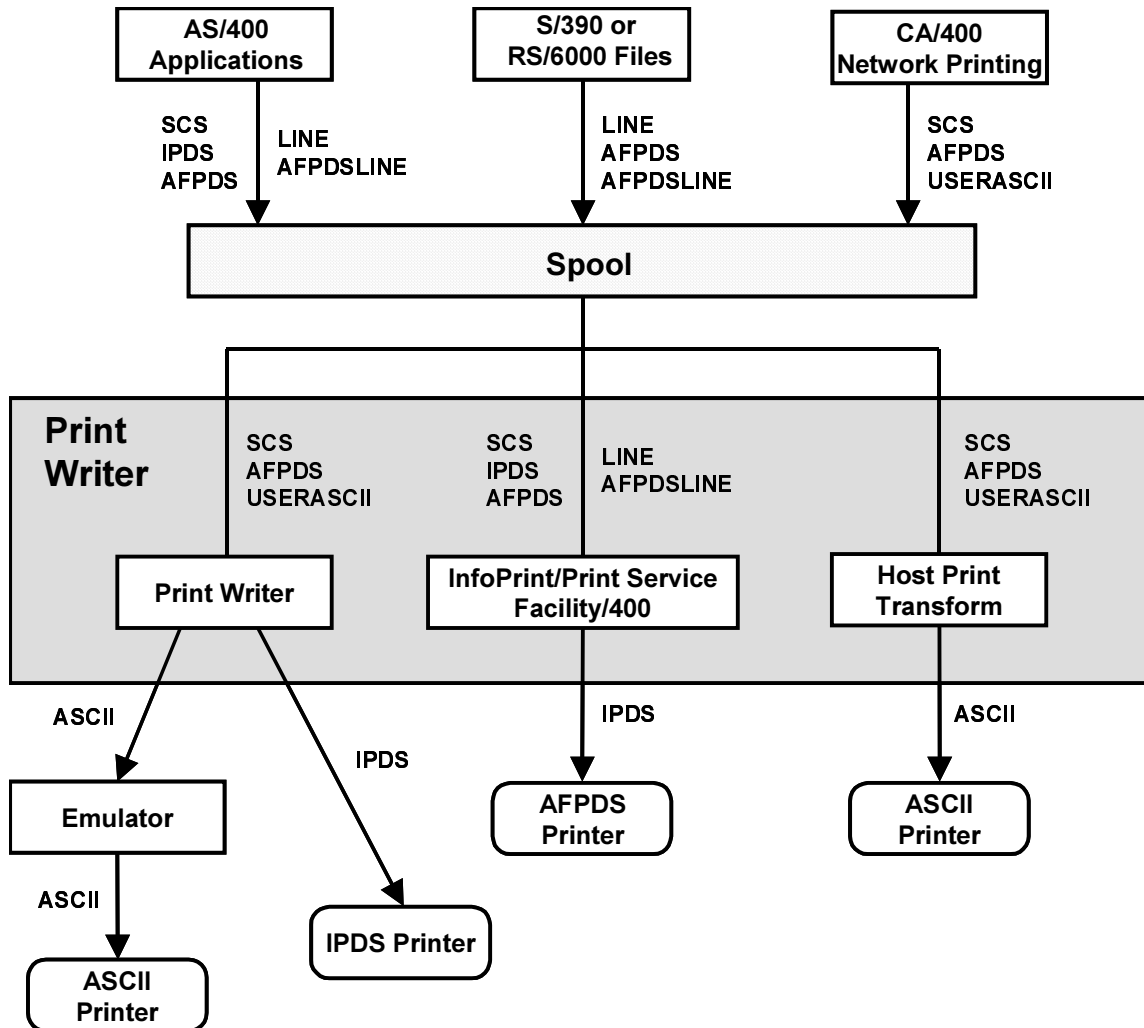 AS/400
Applications
S/390 or
RS/6000 Files
CA/400
Network Printing
SCS
IPDS
AFPDS
LINE
AFPDSLINE
LINE
AFPDS
AFPDSLINE
SCS
AFPDS
USERASCII
Spool
Print
Writer
SCS
AFPDS
USERASCII
SCS
IPDS
AFPDS
LINE
AFPDSLINE
SCS
AFPDS
USERASCII
Print Writer
InfoPrint/Print Service
Facility/400
Host Print
Transform
ASCII
IPDS
IPDS
ASCII
Emulator
AFPDS
Printer
ASCII
Printer
ASCII
IPDS Printer
ASCII
Printer